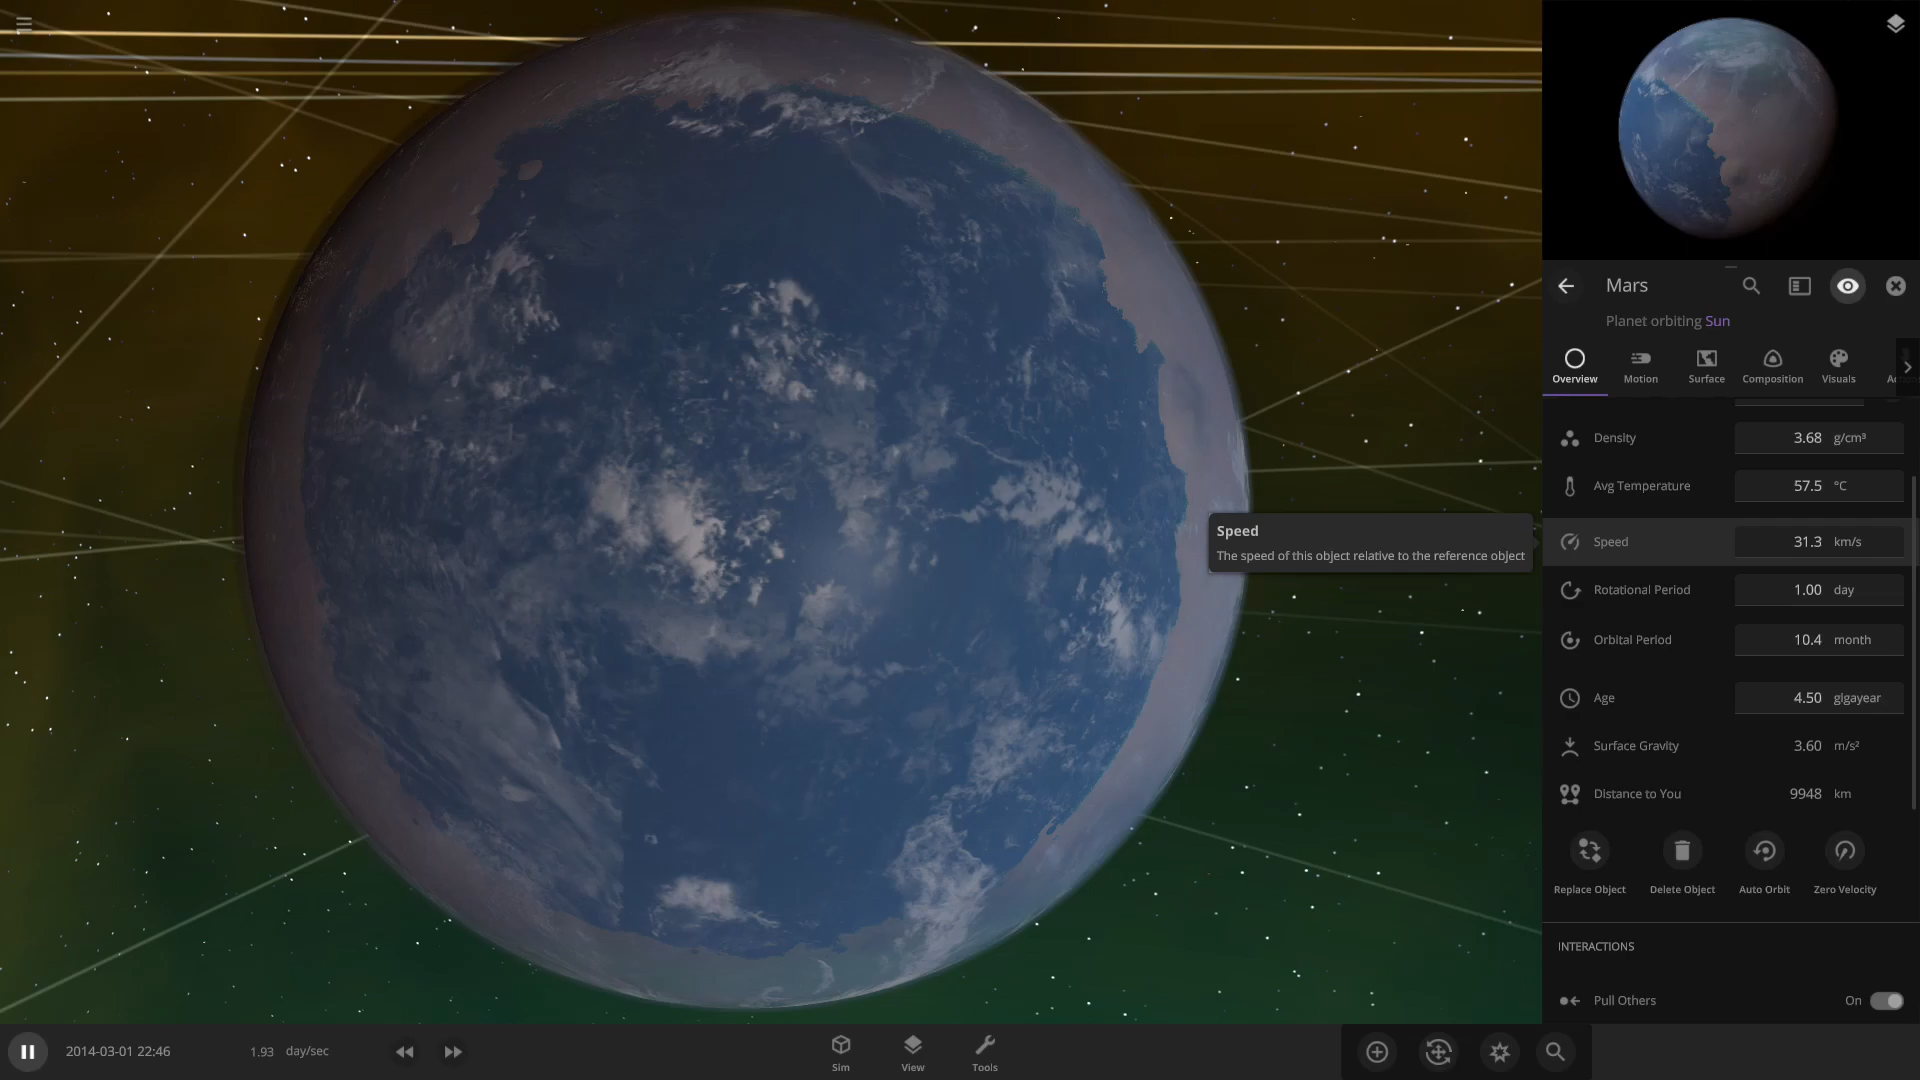 Mars
Planet orbiting Sun
Overview Motion Surface Composition Visuals
Density 3.68 g/cm³
Avg Temperature 57.5 °C
Speed
The speed of this object relative to the reference object
Speed 31.3 km/s
Rotational Period 1.00 day
Orbital Period 10.4 month
Age 4.50 gigayear
Surface Gravity 3.60 m/s²
Distance to You 9948 km
Replace Object Delete Object Auto Orbit Zero Velocity
INTERACTIONS
Pull Others On
2014-03-01 22:46 1.93 day/sec
Sim View Tools